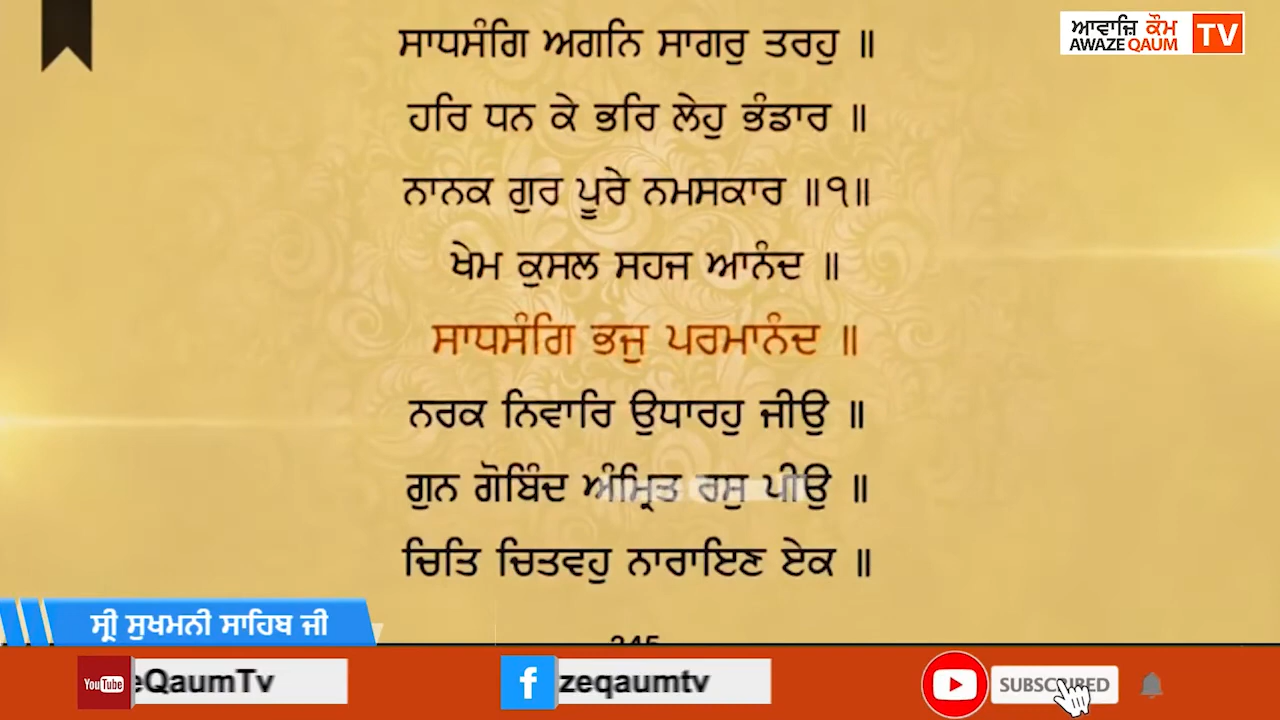 ਸਾਧਸੰਗਿ ਅਗਨਿ ਸਾਗਰੁ ਤਰਹੁ ॥
ਆਵਾਜ਼ਿ ਕੌਮ
AWAZE QAUM
TV
ਹਰਿ ਧਨ ਕੇ ਭਰਿ ਲੇਹੁ ਭੰਡਾਰ ॥
ਨਾਨਕ ਗੁਰ ਪੂਰੇ ਨਮਸਕਾਰ ॥੧॥
ਖੇਮ ਕੁਸਲ ਸਹਜ ਆਨੰਦ ॥
ਸਾਧਸੰਗਿ ਭਜੁ ਪਰਮਾਨੰਦ ॥
ਨਰਕ ਨਿਵਾਰਿ ਉਧਾਰਹੁ ਜੀਉ ॥
ਗੁਨ ਗੋਬਿੰਦ ਅੰਮ੍ਰਿਤ ਰਸੁ ਪੀਉ ॥
ਚਿਤਿ ਚਿਤਵਹੁ ਨਾਰਾਇਣ ਏਕ ॥
ਸ੍ਰੀ ਸੁਖਮਨੀ ਸਾਹਿਬ ਜੀ
YouTube
eQaumTv
f
zeqaumtv
SUBSCRIBED